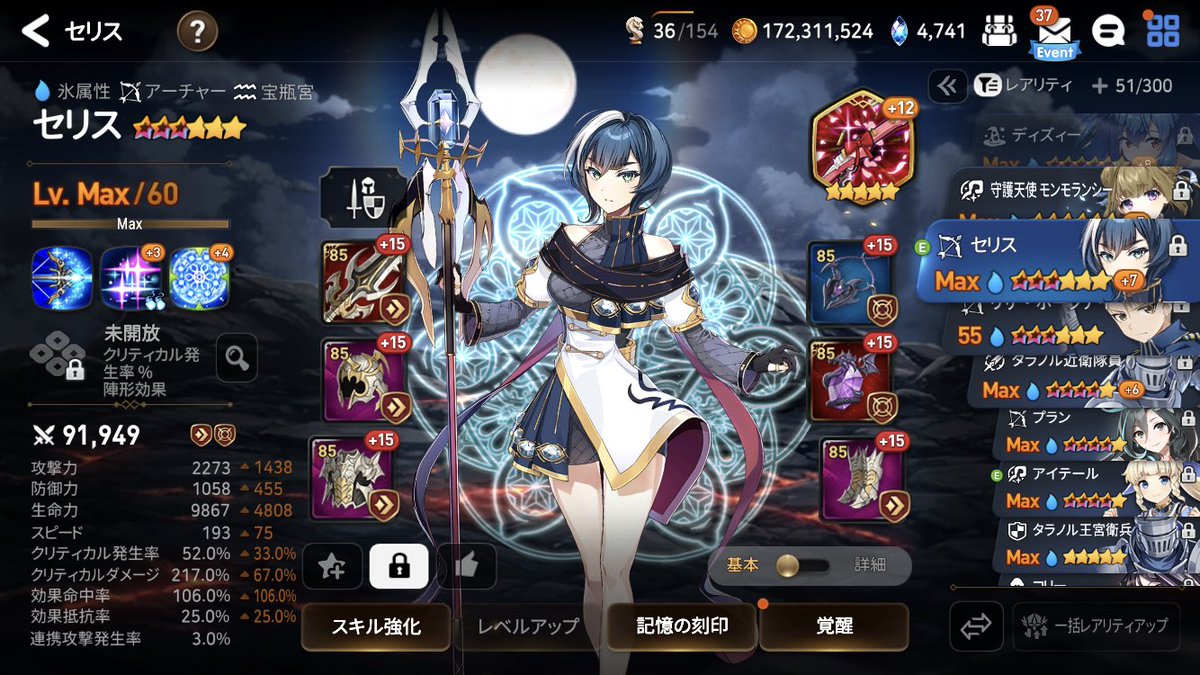 セリス
?
36/154
172,311,524
4,741
37
Event
氷属性 アーチャー 宝瓶宮
セリス
Lv. Max/60
Max
+3
+4
未開放
クリティカル発
生率%
陣形効果
91,949
攻撃力 2273 1438
防御力 1058 455
生命力 9867 4808
スピード 193 75
クリティカル発生率 52.0% 33.0%
クリティカルダメージ 217.0% 67.0%
効果命中率 106.0% 106.0%
効果抵抗率 25.0% 25.0%
連携攻撃発生率 3.0%
85 +15
85 +15
85 +15
+12
85 +15
85 +15
85 +15
基本 詳細
スキル強化
レベルアップ
記憶の刻印
覚醒
レアリティ + 51/300
ディズィー
Max
守護天使 モンモランシー
E セリス
Max +7
55
タラノル近衛隊員
Max +6
プラン
Max
E アイテール
Max
タラノル王宮衛兵
Max
一括レアリティアップ